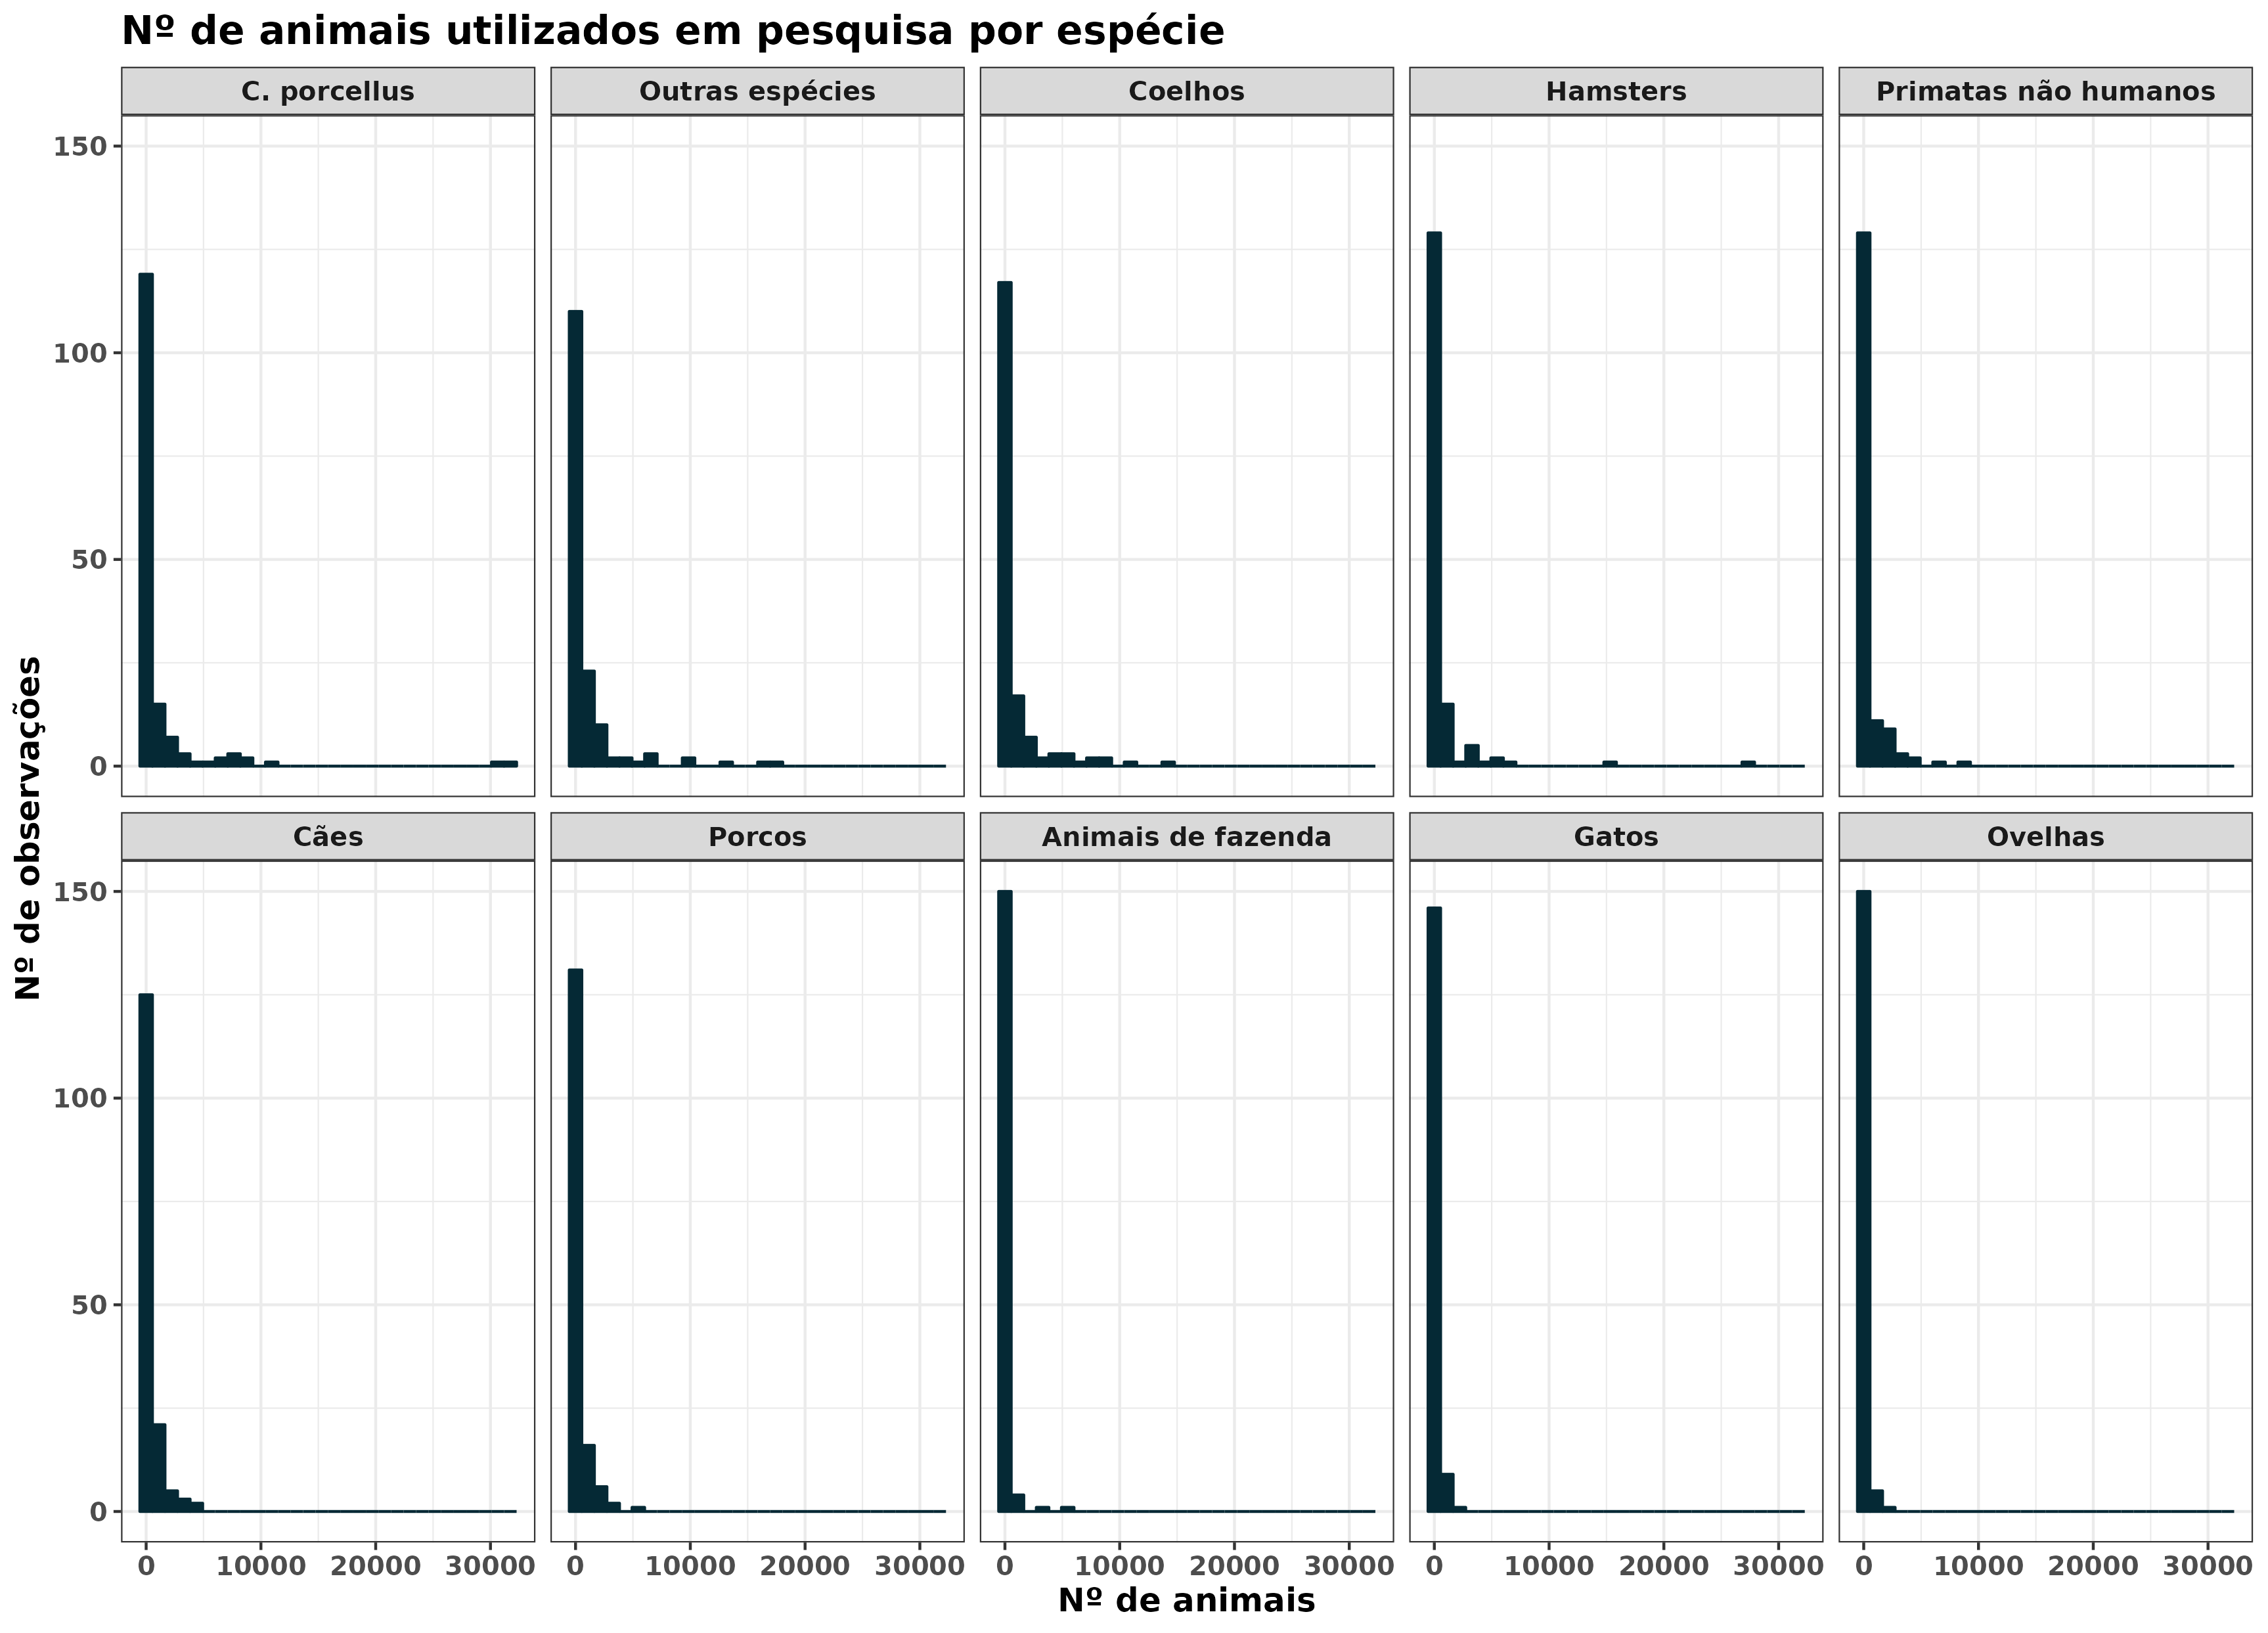 Nº de animais utilizados em pesquisa por espécie
C. porcellus
Outras espécies
Coelhos
Hamsters
Primatas não humanos
150
100
50
0
Nº de observações
Cães
Porcos
Animais de fazenda
Gatos
Ovelhas
150
100
50
0
0 10000 20000 30000
0 10000 20000 30000
0 10000 20000 30000
0 10000 20000 30000
0 10000 20000 30000
Nº de animais